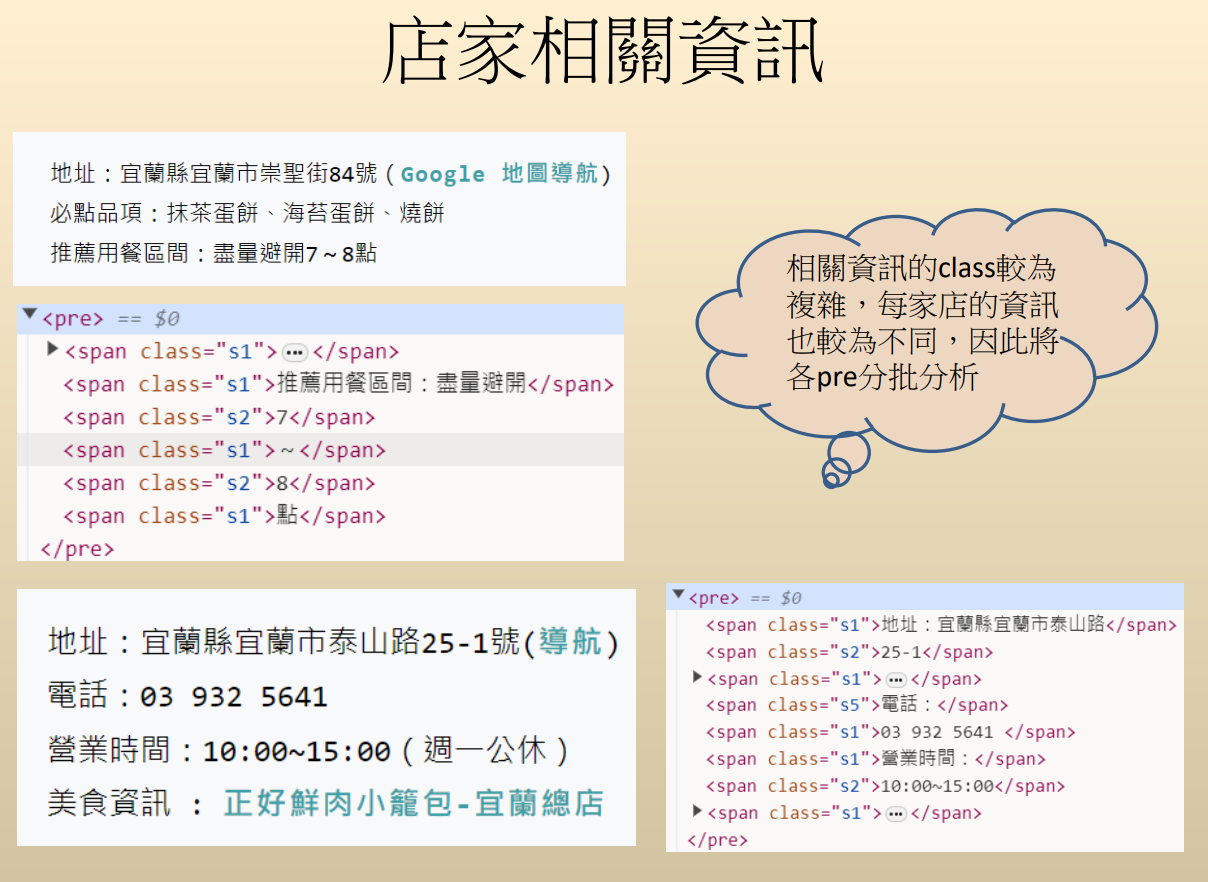 店家相關資訊
地址：宜蘭縣宜蘭市崇聖街84號（Google 地圖導航）
必點品項：抹茶蛋餅、海苔蛋餅、燒餅
推薦用餐區間：盡量避開7～8點
▼<pre> == $0
▶<span class="s1">…</span>
<span class="s1">推薦用餐區間：盡量避開</span>
<span class="s2">7</span>
<span class="s1">～</span>
<span class="s2">8</span>
<span class="s1">點</span>
</pre>
相關資訊的class較為
複雜，每家店的資訊
也較為不同，因此將
各pre分批分析
地址：宜蘭縣宜蘭市泰山路25-1號(導航)
電話：03 932 5641
營業時間：10:00~15:00（週一公休）
美食資訊 : 正好鮮肉小籠包-宜蘭總店
▼<pre> == $0
<span class="s1">地址：宜蘭縣宜蘭市泰山路</span>
<span class="s2">25-1</span>
▶<span class="s1">…</span>
<span class="s5">電話：</span>
<span class="s1">03 932 5641 </span>
<span class="s1">營業時間：</span>
<span class="s2">10:00~15:00</span>
▶<span class="s1">…</span>
</pre>